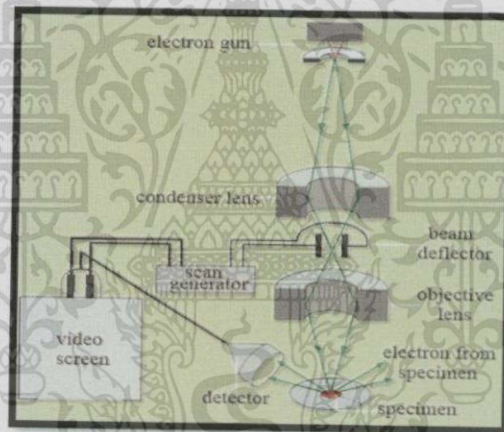 electron gun
condenser lens
beam
deflector
scan
generator
objective
lens
video
screen
electron from
specimen
detector
specimen